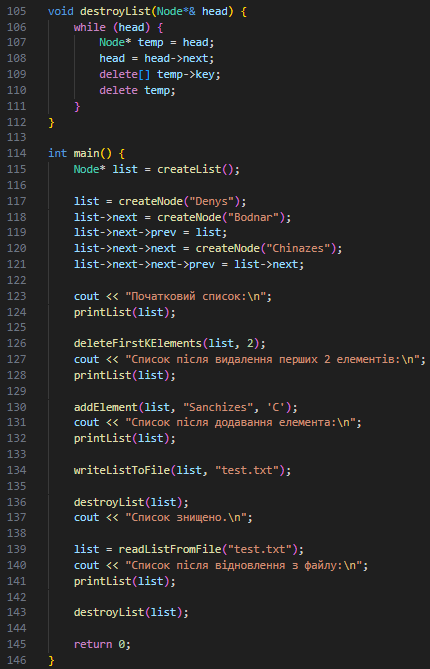 105 void destroyList(Node*& head) {
106     while (head) {
107         Node* temp = head;
108         head = head->next;
109         delete[] temp->key;
110         delete temp;
111     }
112 }
113
114 int main() {
115     Node* list = createList();
116
117     list = createNode("Denys");
118     list->next = createNode("Bodnar");
119     list->next->prev = list;
120     list->next->next = createNode("Chinazes");
121     list->next->next->prev = list->next;
122
123     cout << "Початковий список:\n";
124     printList(list);
125
126     deleteFirstKElements(list, 2);
127     cout << "Список після видалення перших 2 елементів:\n";
128     printList(list);
129
130     addElement(list, "Sanchizes", 'C');
131     cout << "Список після додавання елемента:\n";
132     printList(list);
133
134     writeListToFile(list, "test.txt");
135
136     destroyList(list);
137     cout << "Список знищено.\n";
138
139     list = readListFromFile("test.txt");
140     cout << "Список після відновлення з файлу:\n";
141     printList(list);
142
143     destroyList(list);
144
145     return 0;
146 }